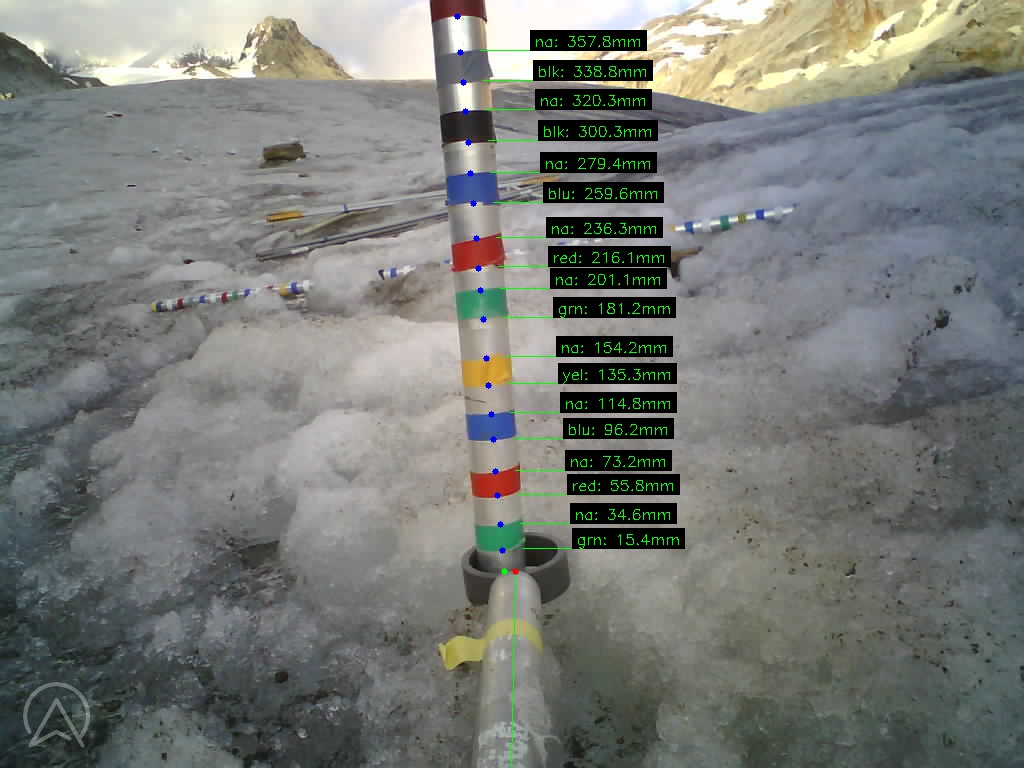 na: 357.8mm
blk: 338.8mm
na: 320.3mm
blk: 300.3mm
na: 279.4mm
blu: 259.6mm
na: 236.3mm
red: 216.1mm
na: 201.1mm
grn: 181.2mm
na: 154.2mm
yel: 135.3mm
na: 114.8mm
blu: 96.2mm
na: 73.2mm
red: 55.8mm
na: 34.6mm
grn: 15.4mm